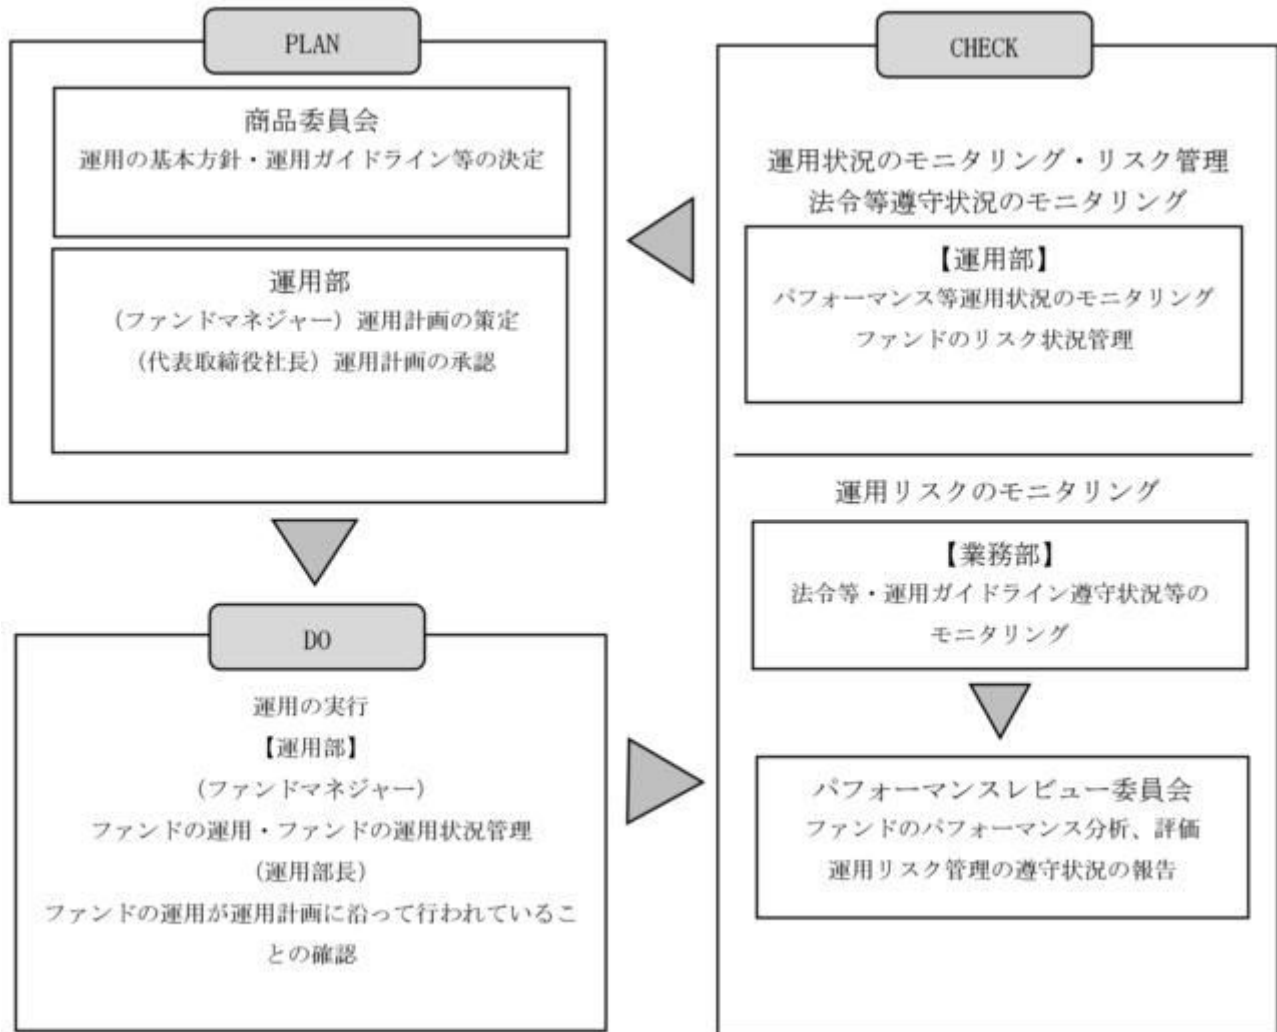 PLAN
商品委員会
運用の基本方針・運用ガイドライン等の決定
運用部
(ファンドマネジャー)運用計画の策定
(代表取締役社長)運用計画の承認
DO
運用の実行
【運用部】
(ファンドマネジャー)
ファンドの運用・ファンドの運用状況管理
(運用部長)
ファンドの運用が運用計画に沿って行われているこ
との確認
CHECK
運用状況のモニタリング・リスク管理
法令等遵守状況のモニタリング
【運用部】
パフォーマンス等運用状況のモニタリング
ファンドのリスク状況管理
運用リスクのモニタリング
【業務部】
法令等・運用ガイドライン遵守状況等の
モニタリング
パフォーマンスレビュー委員会
ファンドのパフォーマンス分析、評価
運用リスク管理の遵守状況の報告